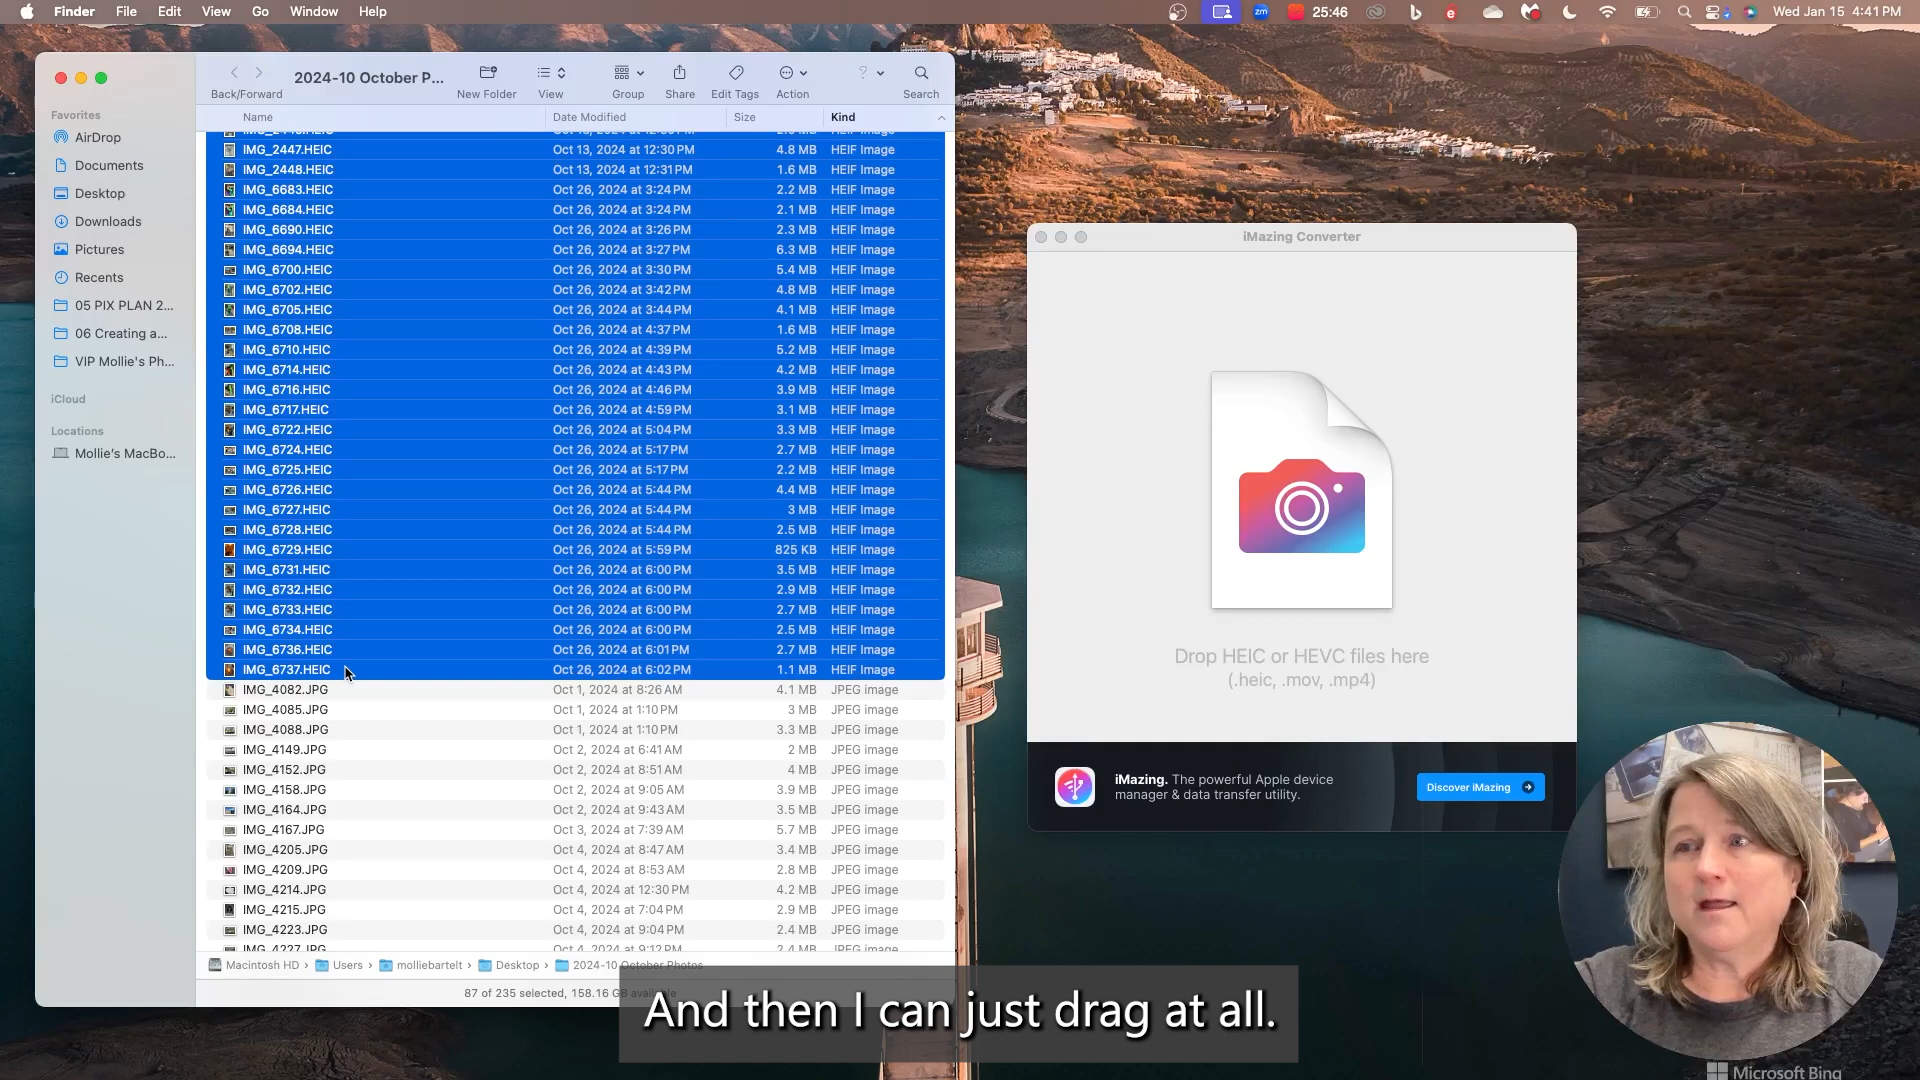 Finder File Edit View Go Window Help
zm 25:46 Wed Jan 15 4:41 PM
2024-10 October P...
Back/Forward New Folder View Group Share Edit Tags Action Search
Favorites
AirDrop
Documents
Desktop
Downloads
Pictures
Recents
05 PIX PLAN 2...
06 Creating a...
VIP Mollie's Ph...
iCloud
Locations
Mollie's MacBo...
Name Date Modified Size Kind
IMG_2447.HEIC Oct 13, 2024 at 12:30 PM 4.8 MB HEIF Image
IMG_2448.HEIC Oct 13, 2024 at 12:31 PM 1.6 MB HEIF Image
IMG_6683.HEIC Oct 26, 2024 at 3:24 PM 2.2 MB HEIF Image
IMG_6684.HEIC Oct 26, 2024 at 3:24 PM 2.1 MB HEIF Image
IMG_6690.HEIC Oct 26, 2024 at 3:26 PM 2.3 MB HEIF Image
IMG_6694.HEIC Oct 26, 2024 at 3:27 PM 6.3 MB HEIF Image
IMG_6700.HEIC Oct 26, 2024 at 3:30 PM 5.4 MB HEIF Image
IMG_6702.HEIC Oct 26, 2024 at 3:42 PM 4.8 MB HEIF Image
IMG_6705.HEIC Oct 26, 2024 at 3:44 PM 4.1 MB HEIF Image
IMG_6708.HEIC Oct 26, 2024 at 4:37 PM 1.6 MB HEIF Image
IMG_6710.HEIC Oct 26, 2024 at 4:39 PM 5.2 MB HEIF Image
IMG_6714.HEIC Oct 26, 2024 at 4:43 PM 4.2 MB HEIF Image
IMG_6716.HEIC Oct 26, 2024 at 4:46 PM 3.9 MB HEIF Image
IMG_6717.HEIC Oct 26, 2024 at 4:59 PM 3.1 MB HEIF Image
IMG_6722.HEIC Oct 26, 2024 at 5:04 PM 3.3 MB HEIF Image
IMG_6724.HEIC Oct 26, 2024 at 5:17 PM 2.7 MB HEIF Image
IMG_6725.HEIC Oct 26, 2024 at 5:17 PM 2.2 MB HEIF Image
IMG_6726.HEIC Oct 26, 2024 at 5:44 PM 4.4 MB HEIF Image
IMG_6727.HEIC Oct 26, 2024 at 5:44 PM 3 MB HEIF Image
IMG_6728.HEIC Oct 26, 2024 at 5:44 PM 2.5 MB HEIF Image
IMG_6729.HEIC Oct 26, 2024 at 5:59 PM 825 KB HEIF Image
IMG_6731.HEIC Oct 26, 2024 at 6:00 PM 3.5 MB HEIF Image
IMG_6732.HEIC Oct 26, 2024 at 6:00 PM 2.9 MB HEIF Image
IMG_6733.HEIC Oct 26, 2024 at 6:00 PM 2.7 MB HEIF Image
IMG_6734.HEIC Oct 26, 2024 at 6:00 PM 2.5 MB HEIF Image
IMG_6736.HEIC Oct 26, 2024 at 6:01 PM 2.7 MB HEIF Image
IMG_6737.HEIC Oct 26, 2024 at 6:02 PM 1.1 MB HEIF Image
IMG_4082.JPG Oct 1, 2024 at 8:26 AM 4.1 MB JPEG image
IMG_4085.JPG Oct 1, 2024 at 1:10 PM 3 MB JPEG image
IMG_4088.JPG Oct 1, 2024 at 1:10 PM 3.3 MB JPEG image
IMG_4149.JPG Oct 2, 2024 at 6:41 AM 2 MB JPEG image
IMG_4152.JPG Oct 2, 2024 at 8:51 AM 4 MB JPEG image
IMG_4158.JPG Oct 2, 2024 at 9:05 AM 3.9 MB JPEG image
IMG_4164.JPG Oct 2, 2024 at 9:43 AM 3.5 MB JPEG image
IMG_4167.JPG Oct 3, 2024 at 7:39 AM 5.7 MB JPEG image
IMG_4205.JPG Oct 4, 2024 at 8:47 AM 3.4 MB JPEG image
IMG_4209.JPG Oct 4, 2024 at 8:53 AM 2.8 MB JPEG image
IMG_4214.JPG Oct 4, 2024 at 12:30 PM 4.2 MB JPEG image
IMG_4215.JPG Oct 4, 2024 at 7:04 PM 2.9 MB JPEG image
IMG_4223.JPG Oct 4, 2024 at 9:04 PM 2.4 MB JPEG image
IMG_4227.JPG Oct 4, 2024 at 9:12 PM 2.4 MB JPEG image
Macintosh HD › Users › molliebartelt › Desktop › 2024-10 October Photos
87 of 235 selected, 158.16 GB available
iMazing Converter
Drop HEIC or HEVC files here
(.heic, .mov, .mp4)
iMazing. The powerful Apple device
manager & data transfer utility.
Discover iMazing
And then I can just drag at all.
Microsoft Bing